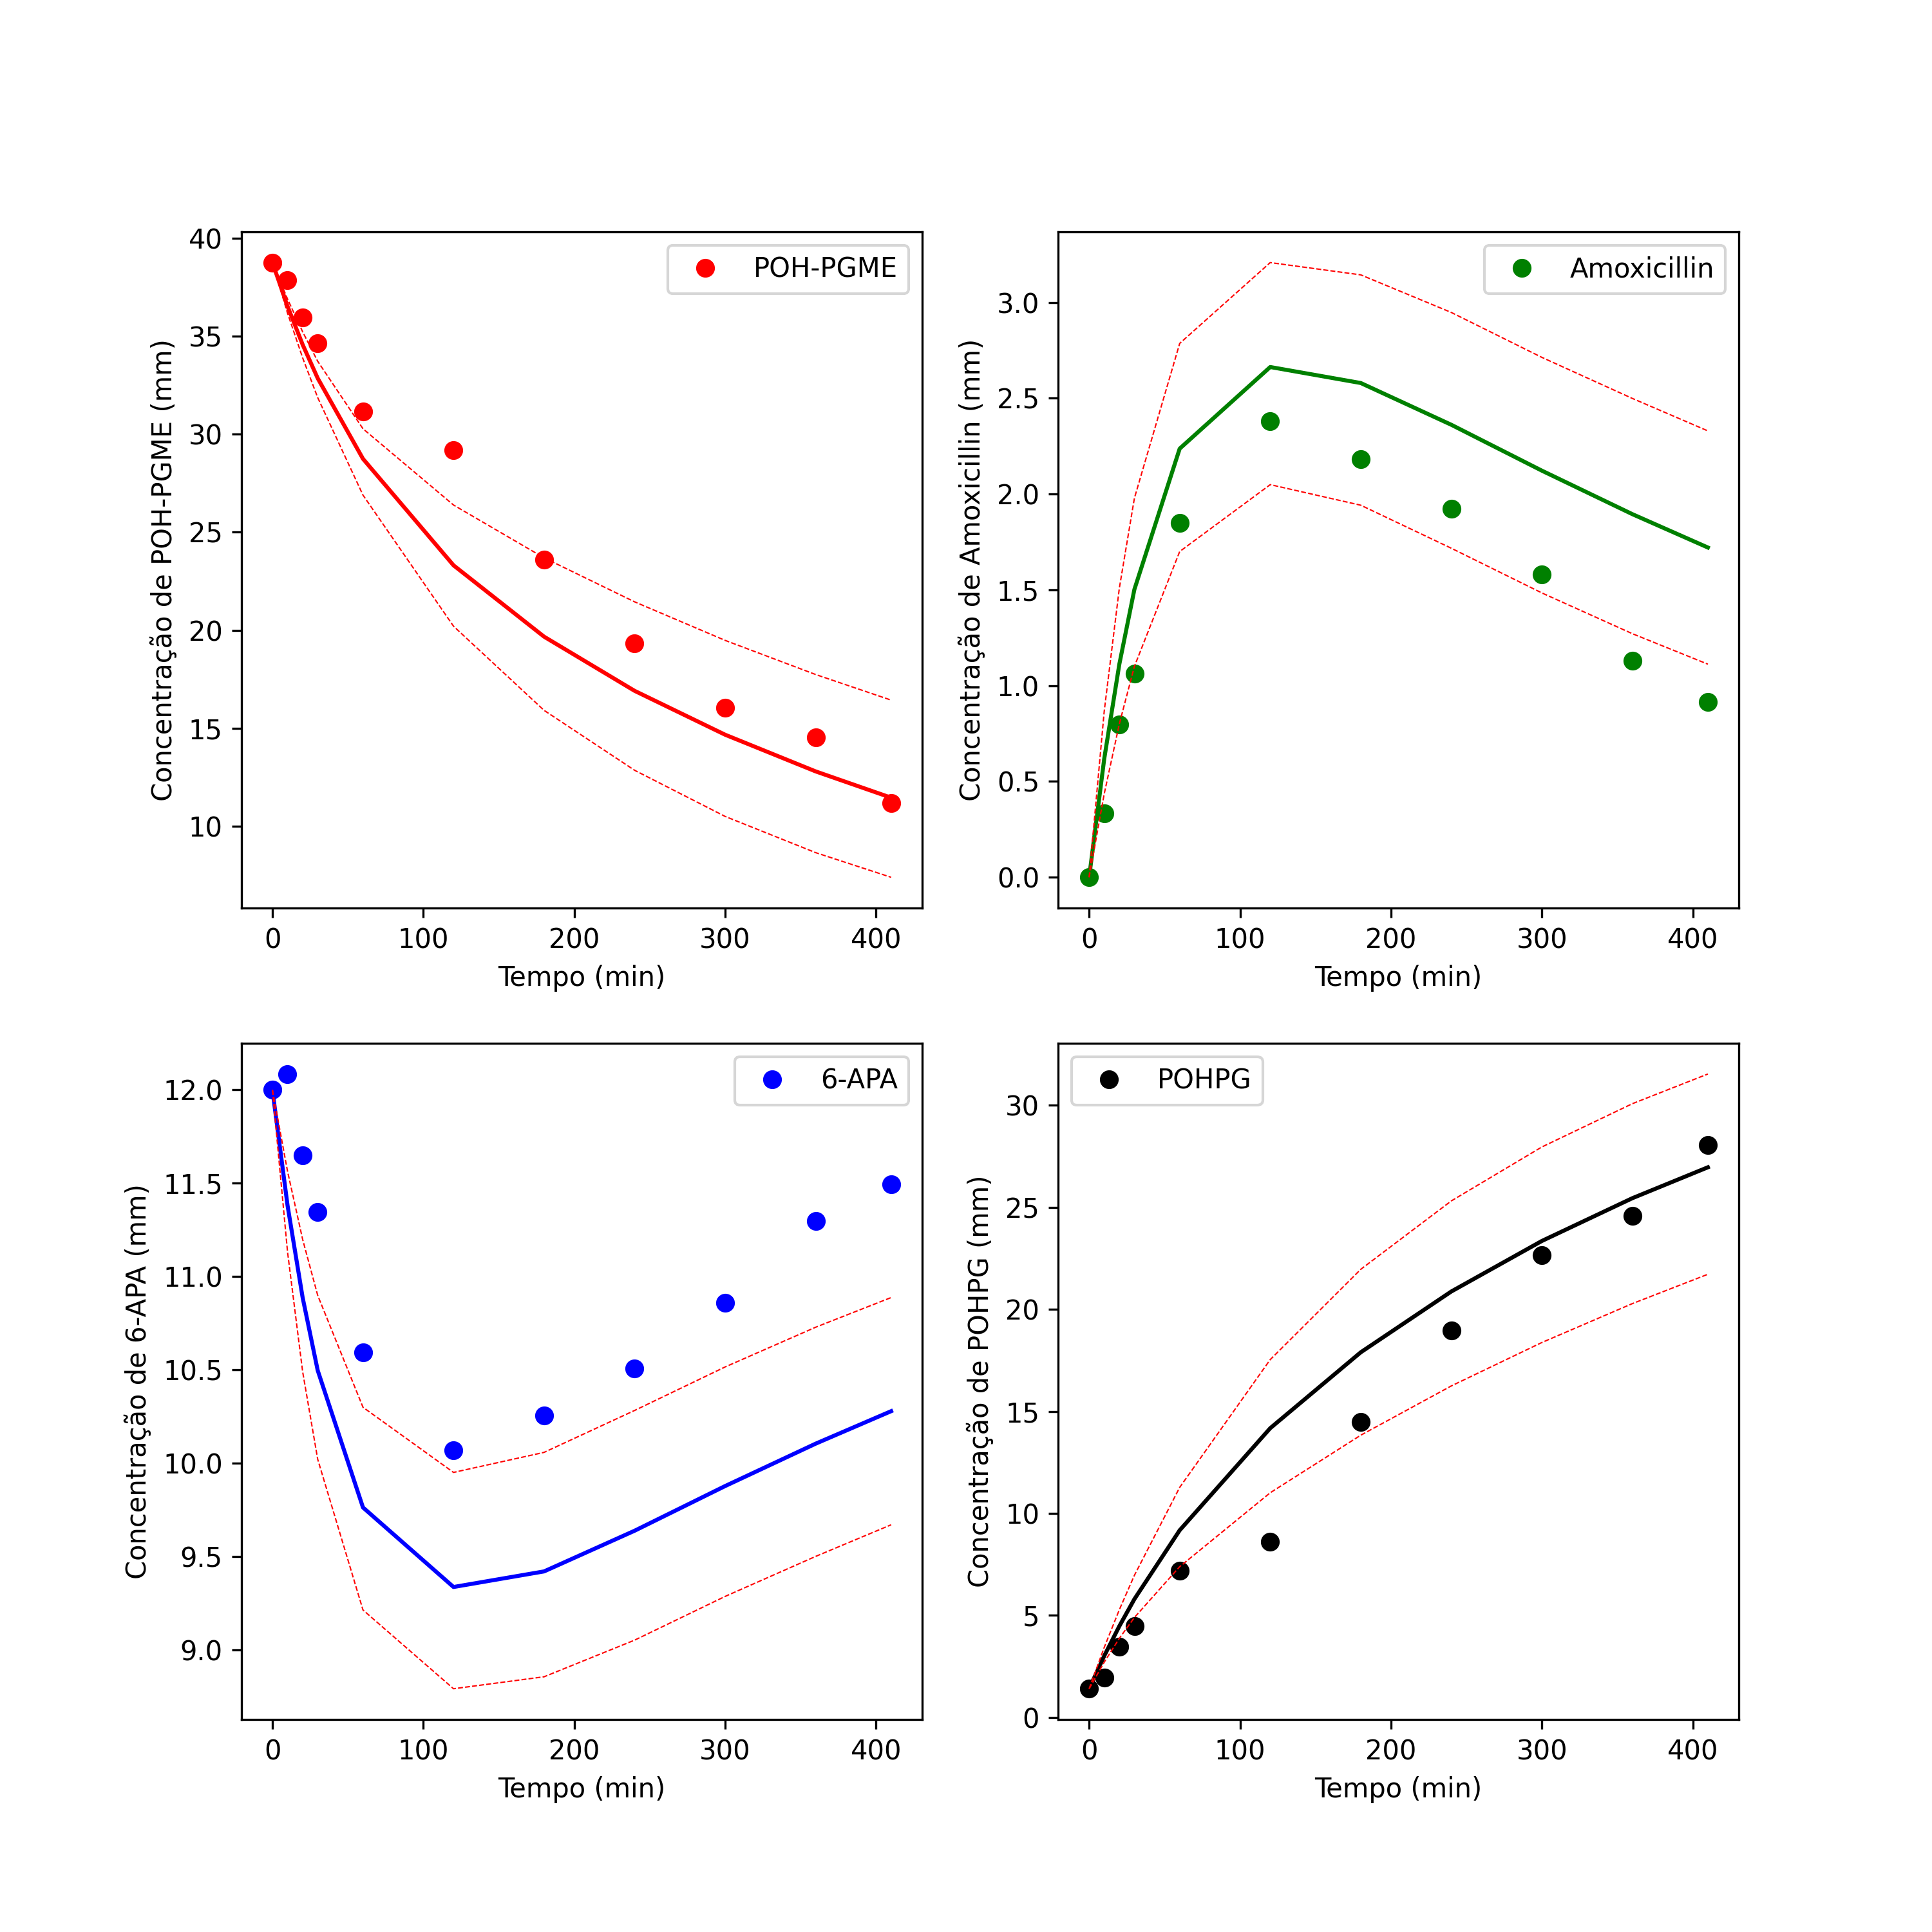 40
35
30
25
20
15
10
Concentração de POH-PGME (mm)
POH-PGME
0 100 200 300 400
Tempo (min)
3.0
2.5
2.0
1.5
1.0
0.5
0.0
Concentração de Amoxicillin (mm)
Amoxicillin
0 100 200 300 400
Tempo (min)
12.0
11.5
11.0
10.5
10.0
9.5
9.0
Concentração de 6-APA (mm)
6-APA
0 100 200 300 400
Tempo (min)
30
25
20
15
10
5
0
Concentração de POHPG (mm)
POHPG
0 100 200 300 400
Tempo (min)